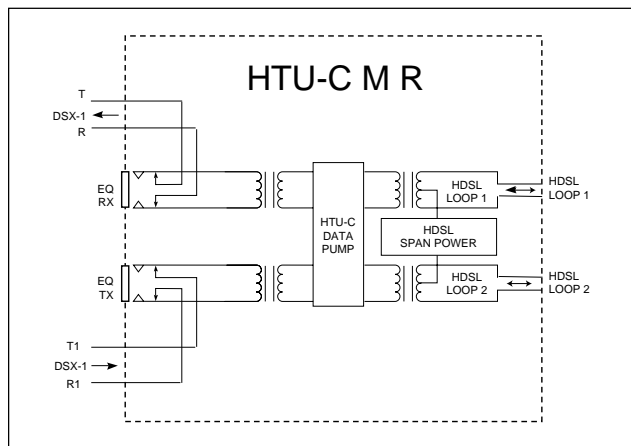 HTU-C M R
T
DSX-1
R
EQ
RX
HTU-C
DATA
PUMP
HDSL
LOOP 1
HDSL
LOOP 1
HDSL
SPAN POWER
EQ
TX
HDSL
LOOP 2
HDSL
LOOP 2
T1
DSX-1
R1